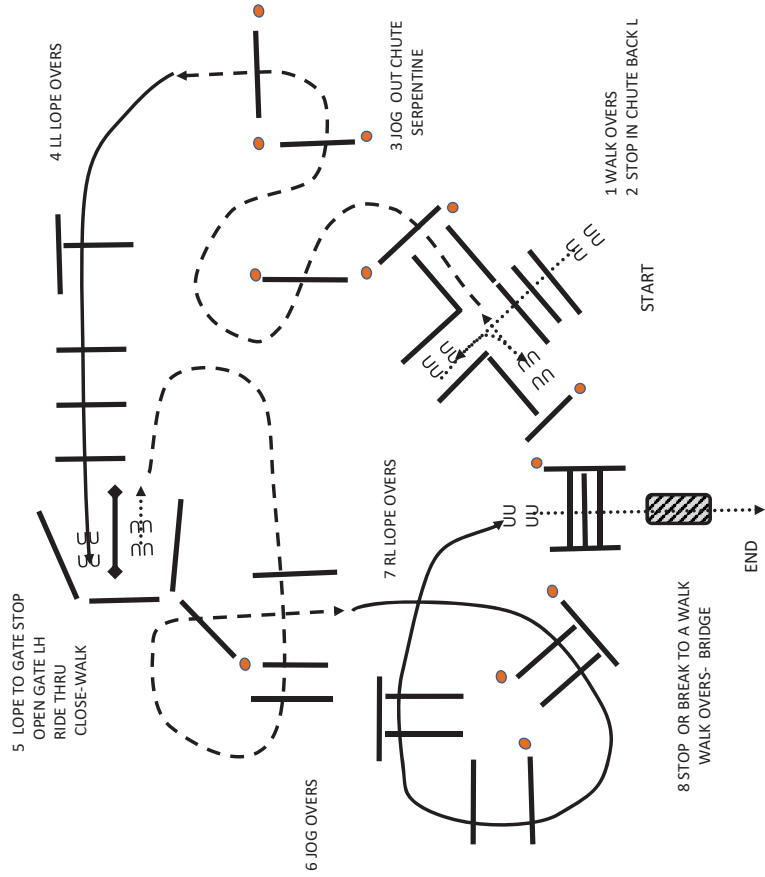 1 WALK OVERS
2 STOP IN CHUTE BACK L
START
3 JOG OUT CHUTE
SERPENTINE
4 LL LOPE OVERS
5 LOPE TO GATE STOP
OPEN GATE LH
RIDE THRU
CLOSE-WALK
6 JOG OVERS
7 RL LOPE OVERS
8 STOP OR BREAK TO A WALK
WALK OVERS- BRIDGE
END